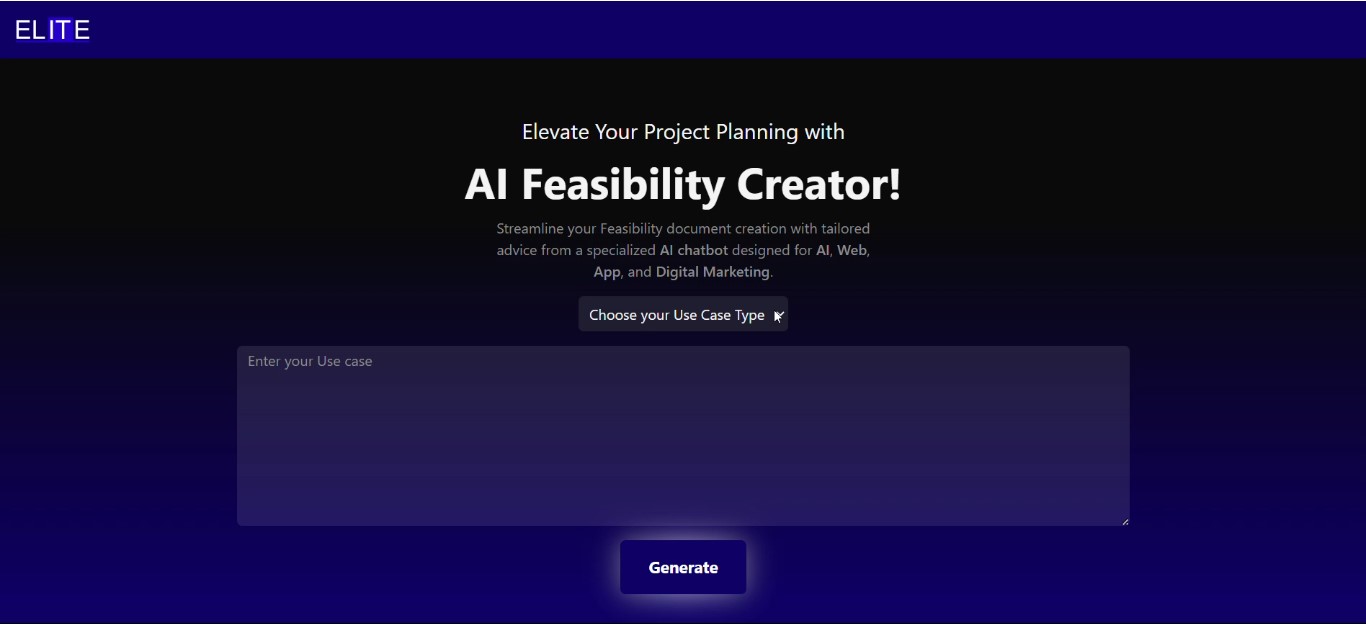 ELITE
Elevate Your Project Planning with
AI Feasibility Creator!
Streamline your Feasibility document creation with tailored
advice from a specialized AI chatbot designed for AI, Web,
App, and Digital Marketing.
Choose your Use Case Type
Enter your Use case
Generate